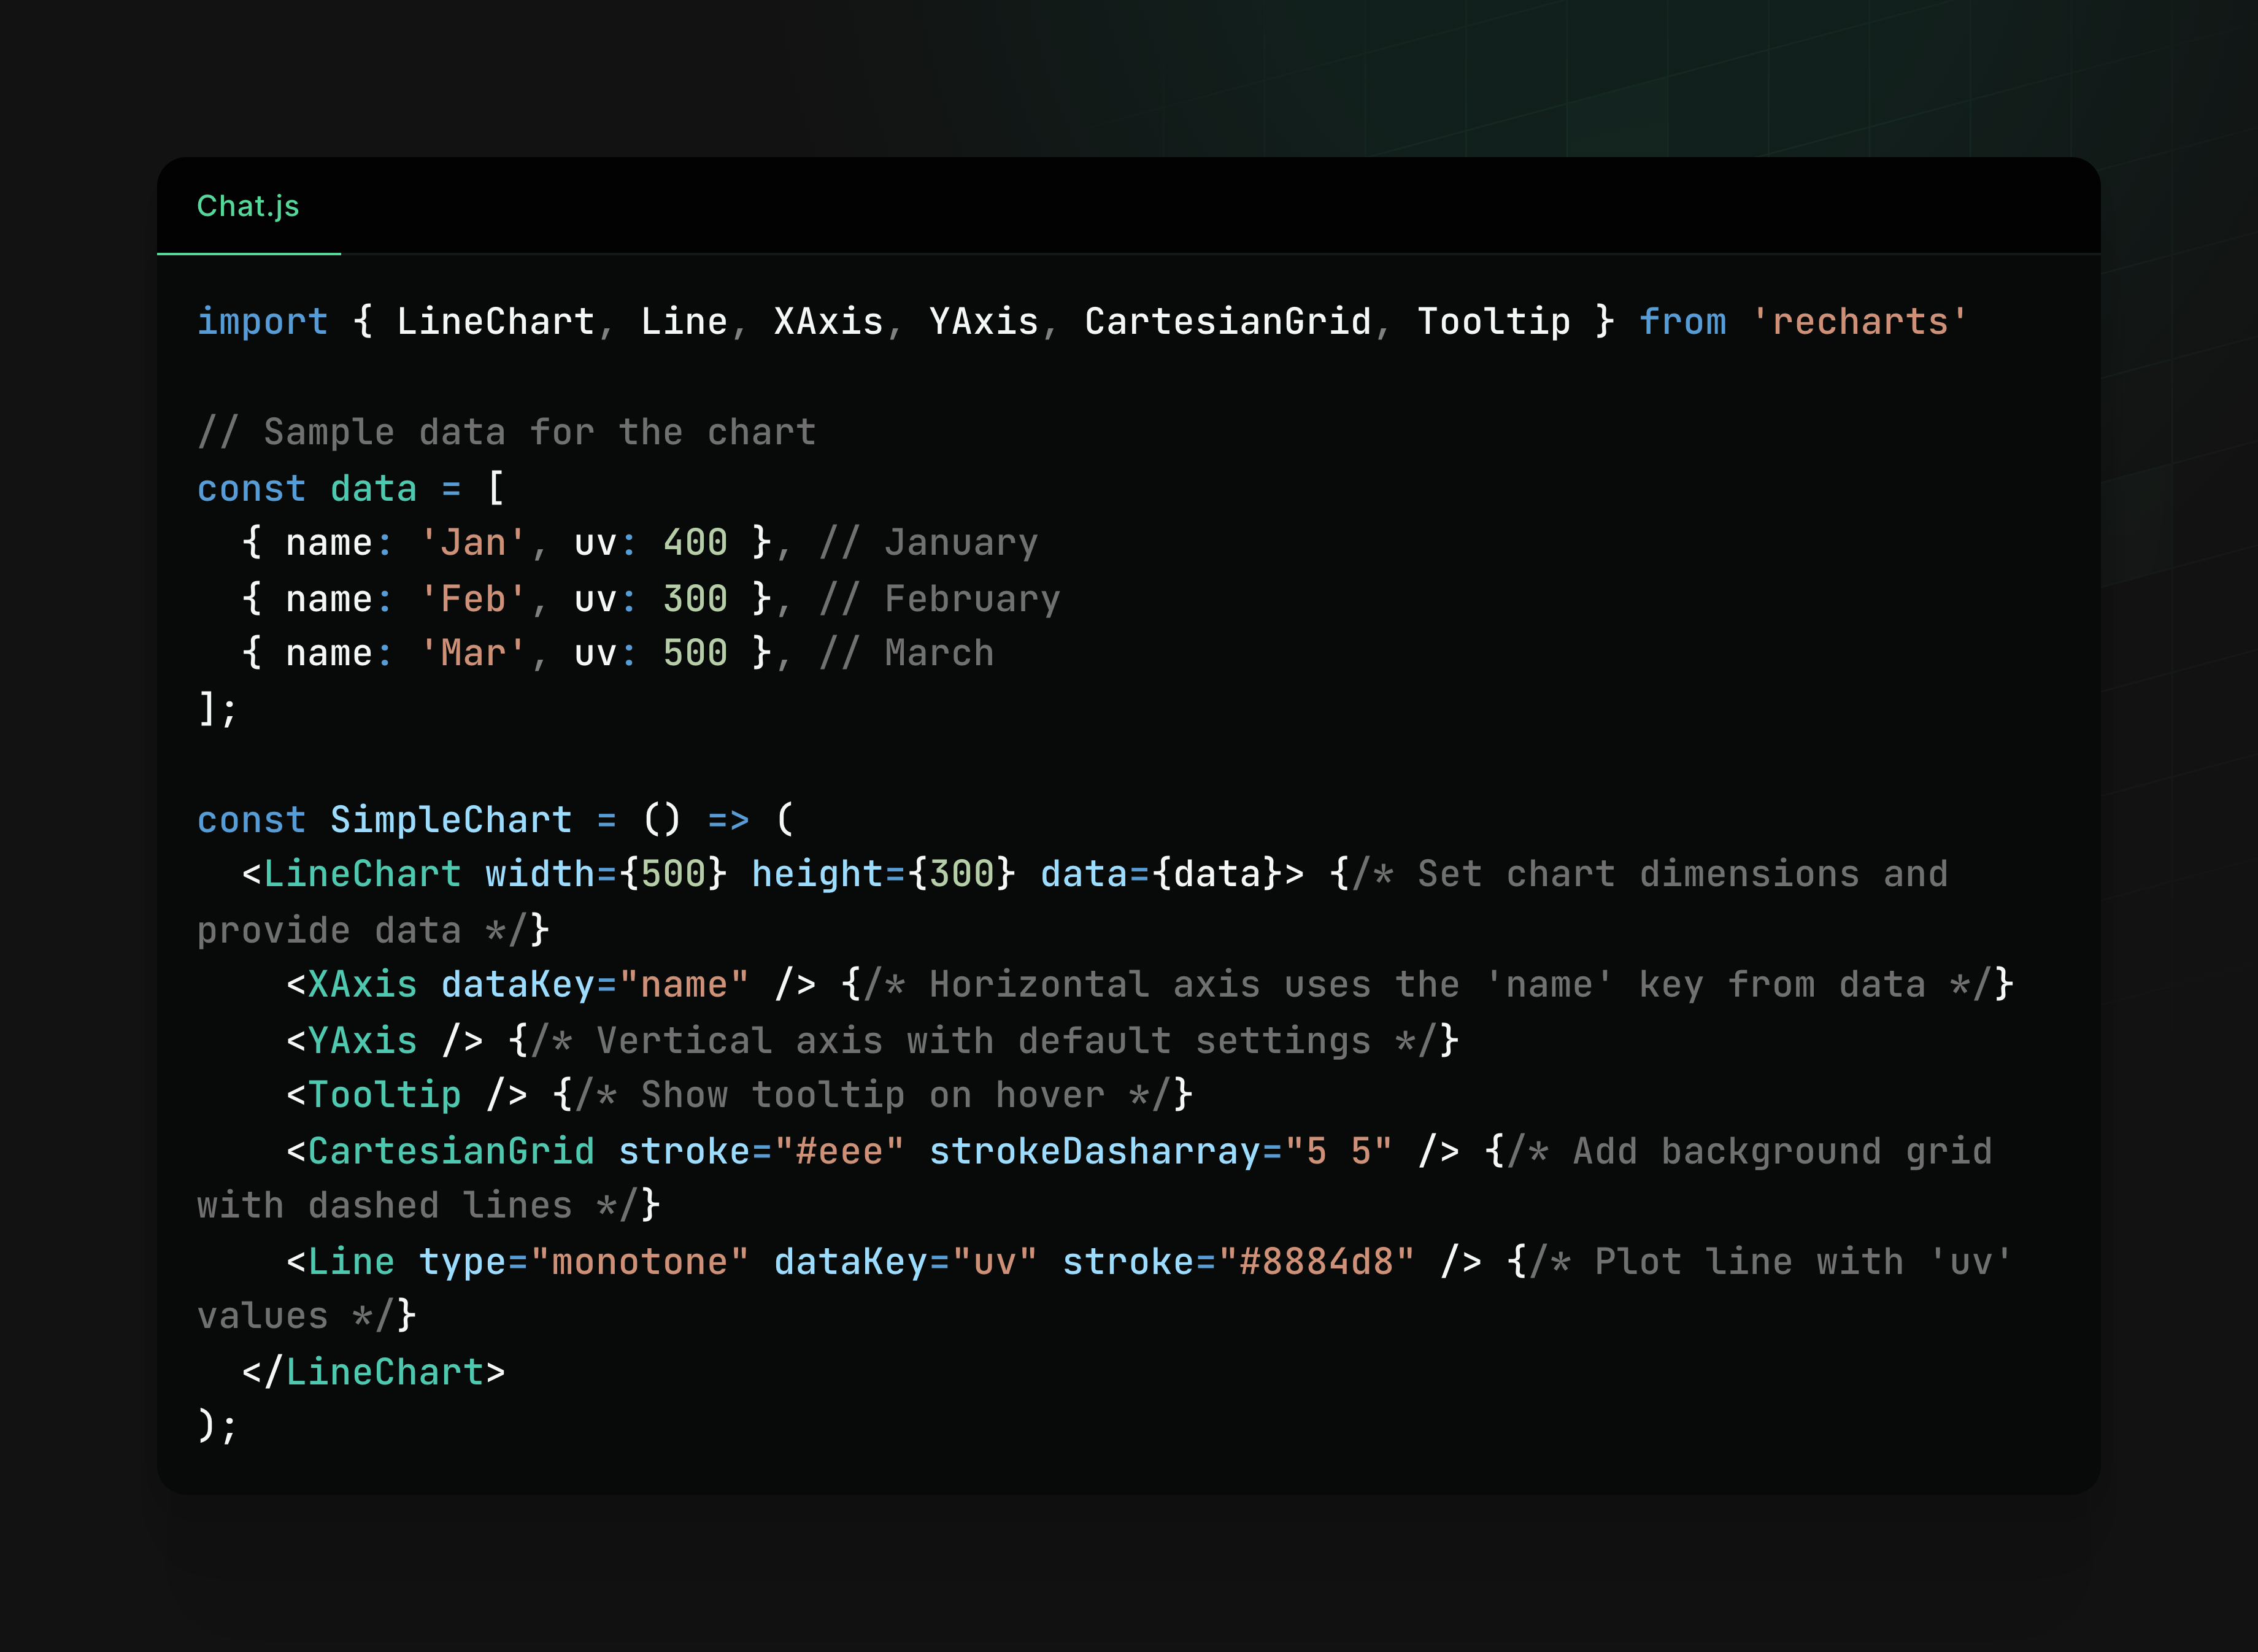 Chat.js
import { LineChart, Line, XAxis, YAxis, CartesianGrid, Tooltip } from 'recharts'
// Sample data for the chart
const data = [
  { name: 'Jan', uv: 400 }, // January
  { name: 'Feb', uv: 300 }, // February
  { name: 'Mar', uv: 500 }, // March
];
const SimpleChart = () => (
  <LineChart width={500} height={300} data={data}> {/* Set chart dimensions and
provide data */}
    <XAxis dataKey="name" /> {/* Horizontal axis uses the 'name' key from data */}
    <YAxis /> {/* Vertical axis with default settings */}
    <Tooltip /> {/* Show tooltip on hover */}
    <CartesianGrid stroke="#eee" strokeDasharray="5 5" /> {/* Add background grid
with dashed lines */}
    <Line type="monotone" dataKey="uv" stroke="#8884d8" /> {/* Plot line with 'uv'
values */}
  </LineChart>
);